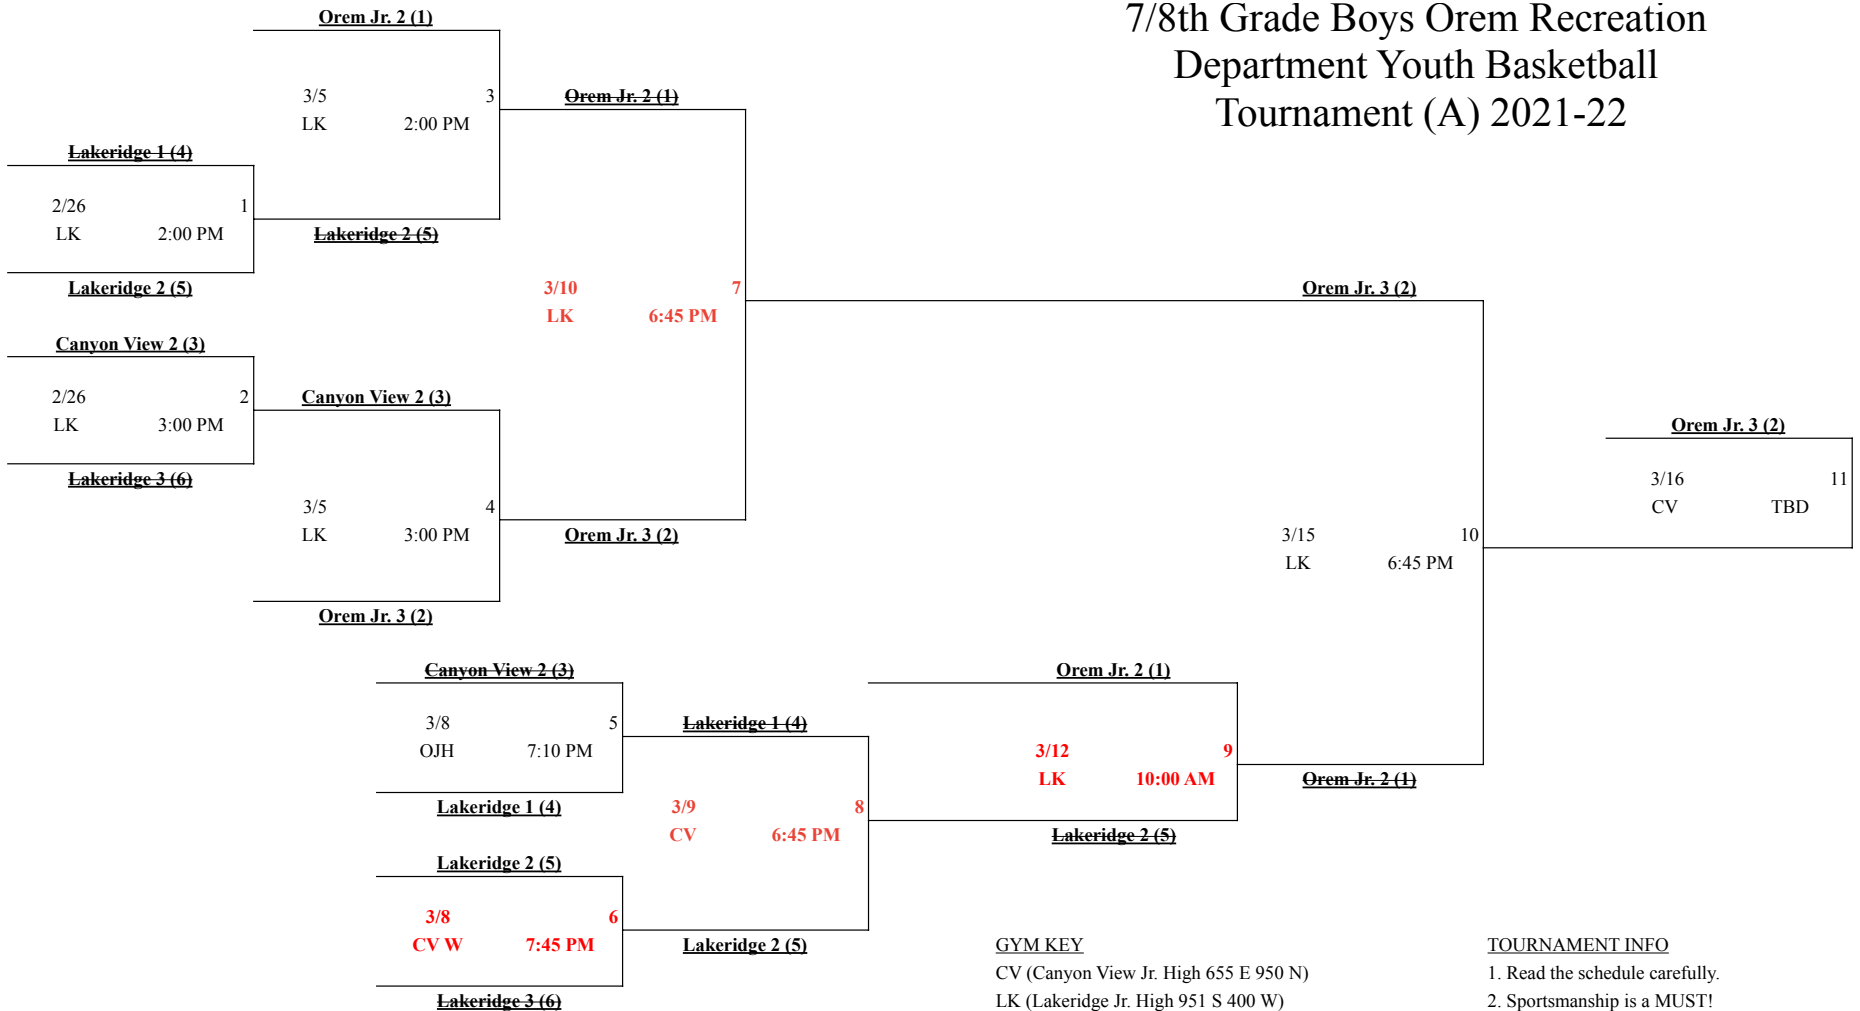 7/8th Grade Boys Orem Recreation
Department Youth Basketball
Tournament (A) 2021-22
Orem Jr. 2 (1)
3/5 3
LK 2:00 PM
Orem Jr. 2 (1)
Lakeridge 1 (4)
2/26 1
LK 2:00 PM
Lakeridge 2 (5)
Lakeridge 2 (5)
3/10 7
LK 6:45 PM
Orem Jr. 3 (2)
Canyon View 2 (3)
2/26 2
LK 3:00 PM
Canyon View 2 (3)
Lakeridge 3 (6)
3/5 4
LK 3:00 PM
Orem Jr. 3 (2)
Orem Jr. 3 (2)
Orem Jr. 3 (2)
3/16 11
CV TBD
3/15 10
LK 6:45 PM
Canyon View 2 (3)
3/8 5
OJH 7:10 PM
Lakeridge 1 (4)
Lakeridge 1 (4)
3/9 8
CV 6:45 PM
Orem Jr. 2 (1)
3/12 9
LK 10:00 AM
Orem Jr. 2 (1)
Lakeridge 2 (5)
Lakeridge 2 (5)
3/8 6
CV W 7:45 PM
Lakeridge 2 (5)
Lakeridge 3 (6)
GYM KEY
CV (Canyon View Jr. High 655 E 950 N)
LK (Lakeridge Jr. High 951 S 400 W)
TOURNAMENT INFO
1. Read the schedule carefully.
2. Sportsmanship is a MUST!